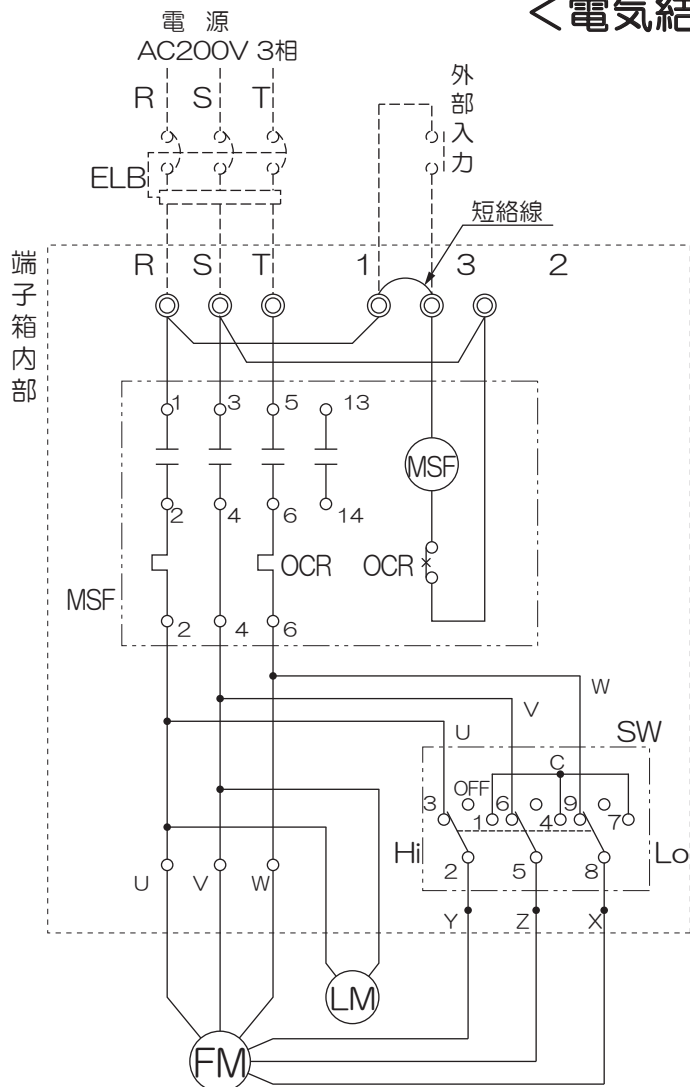 <電気結
電 源
AC200V 3相
R S T
外部入力
ELB
短絡線
端子箱内部
R S T 1 3 2
1 3 5 13
MSF
2 4 6 14
OCR OCR
MSF
2 4 6
W
V
U SW
C
OFF
3 1 6 4 9 7
Hi Lo
2 5 8
U V W
Y Z X
LM
FM